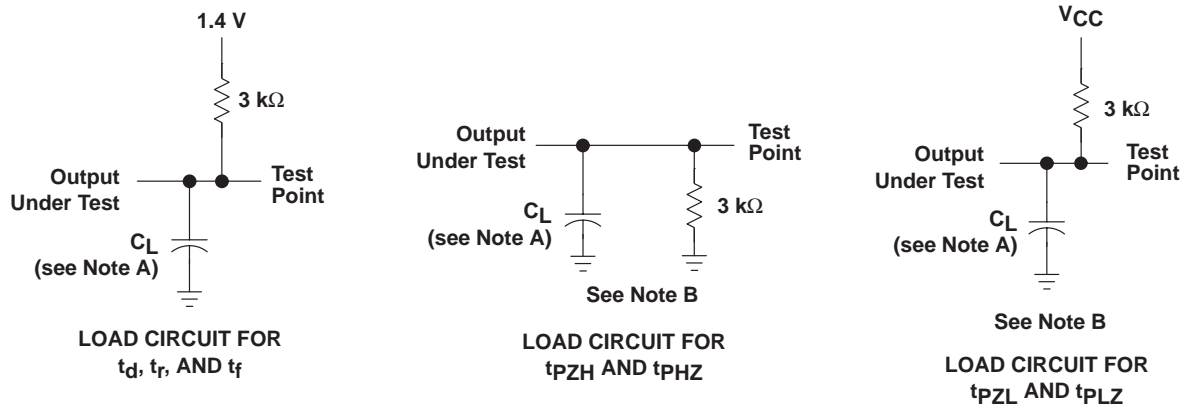 1.4 V
3 kΩ
Output
Under Test
Test
Point
CL
(see Note A)
LOAD CIRCUIT FOR
td, tr, AND tf
Output
Under Test
Test
Point
3 kΩ
CL
(see Note A)
See Note B
LOAD CIRCUIT FOR
tPZH AND tPHZ
VCC
3 kΩ
Output
Under Test
Test
Point
CL
(see Note A)
See Note B
LOAD CIRCUIT FOR
tPZL AND tPLZ